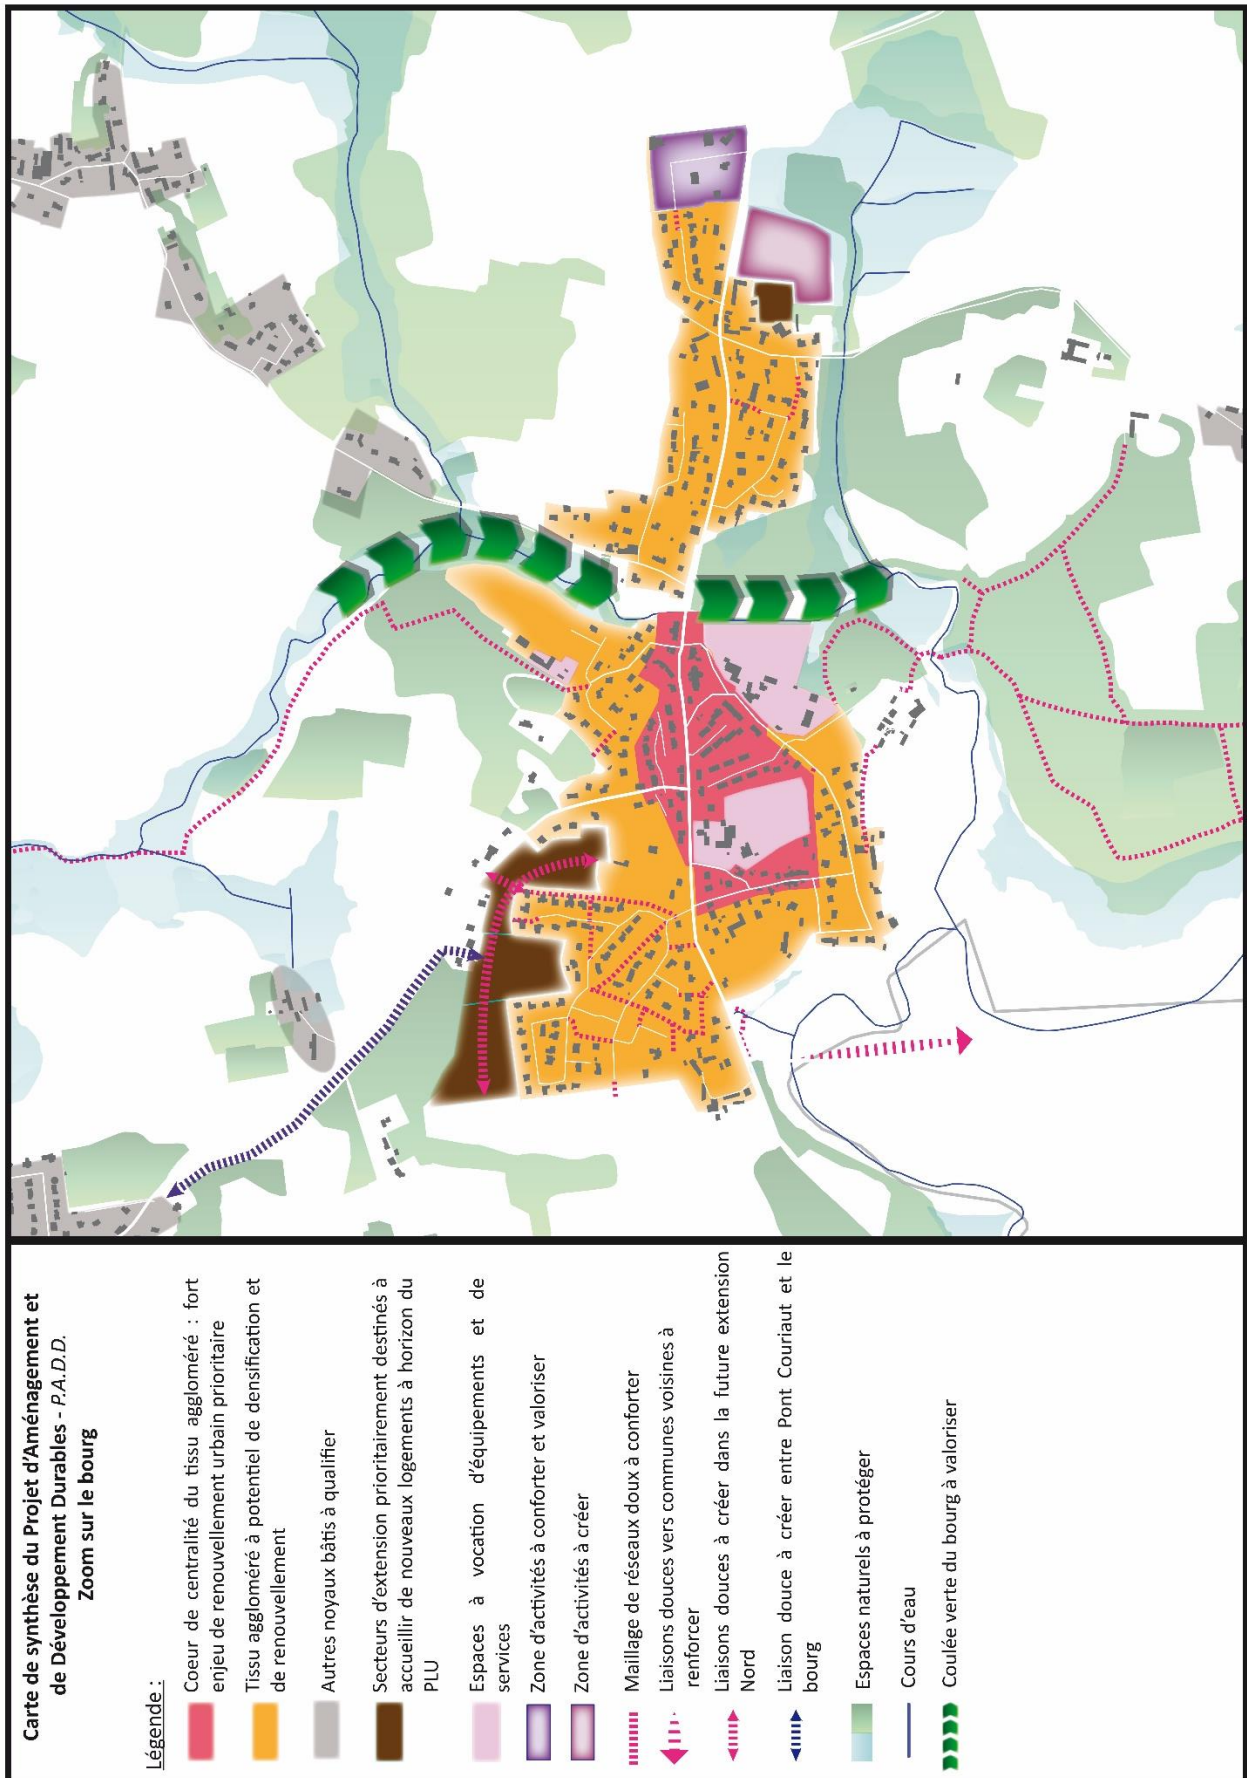 Carte de synthèse du Projet d'Aménagement et
de Développement Durables - P.A.D.D.
Zoom sur le bourg
Légende :
Coeur de centralité du tissu aggloméré : fort
enjeu de renouvellement urbain prioritaire
Tissu aggloméré à potentiel de densification et
de renouvellement
Autres noyaux bâtis à qualifier
Secteurs d'extension prioritairement destinés à
accueillir de nouveaux logements à horizon du
PLU
Espaces à vocation d'équipements et de
services
Zone d'activités à conforter et valoriser
Zone d'activités à créer
Maillage de réseaux doux à conforter
Liaisons douces vers communes voisines à
renforcer
Liaisons douces à créer dans la future extension
Nord
Liaison douce à créer entre Pont Couriaut et le
bourg
Espaces naturels à protéger
Cours d'eau
Coulée verte du bourg à valoriser